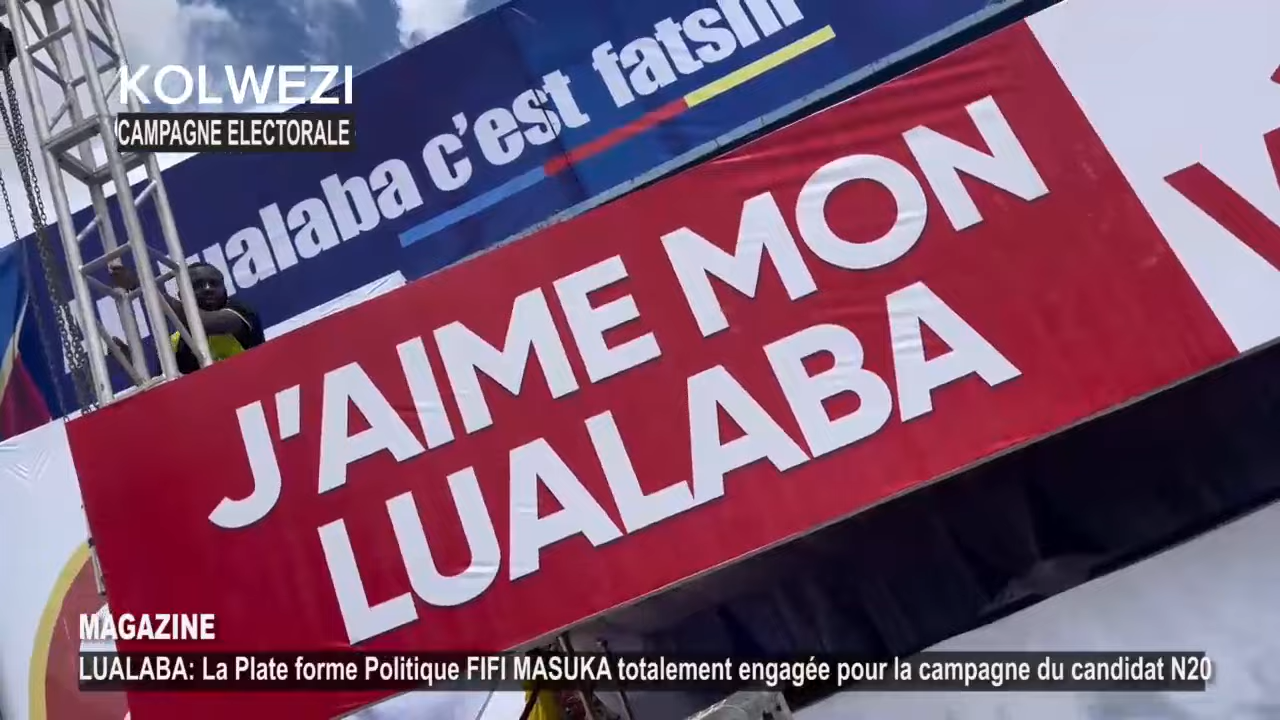 KOLWEZI
CAMPAGNE ELECTORALE
Lualaba c'est fatshi
J'AIME MON
LUALABA
MAGAZINE
LUALABA: La Plate forme Politique FIFI MASUKA totalement engagée pour la campagne du candidat N20